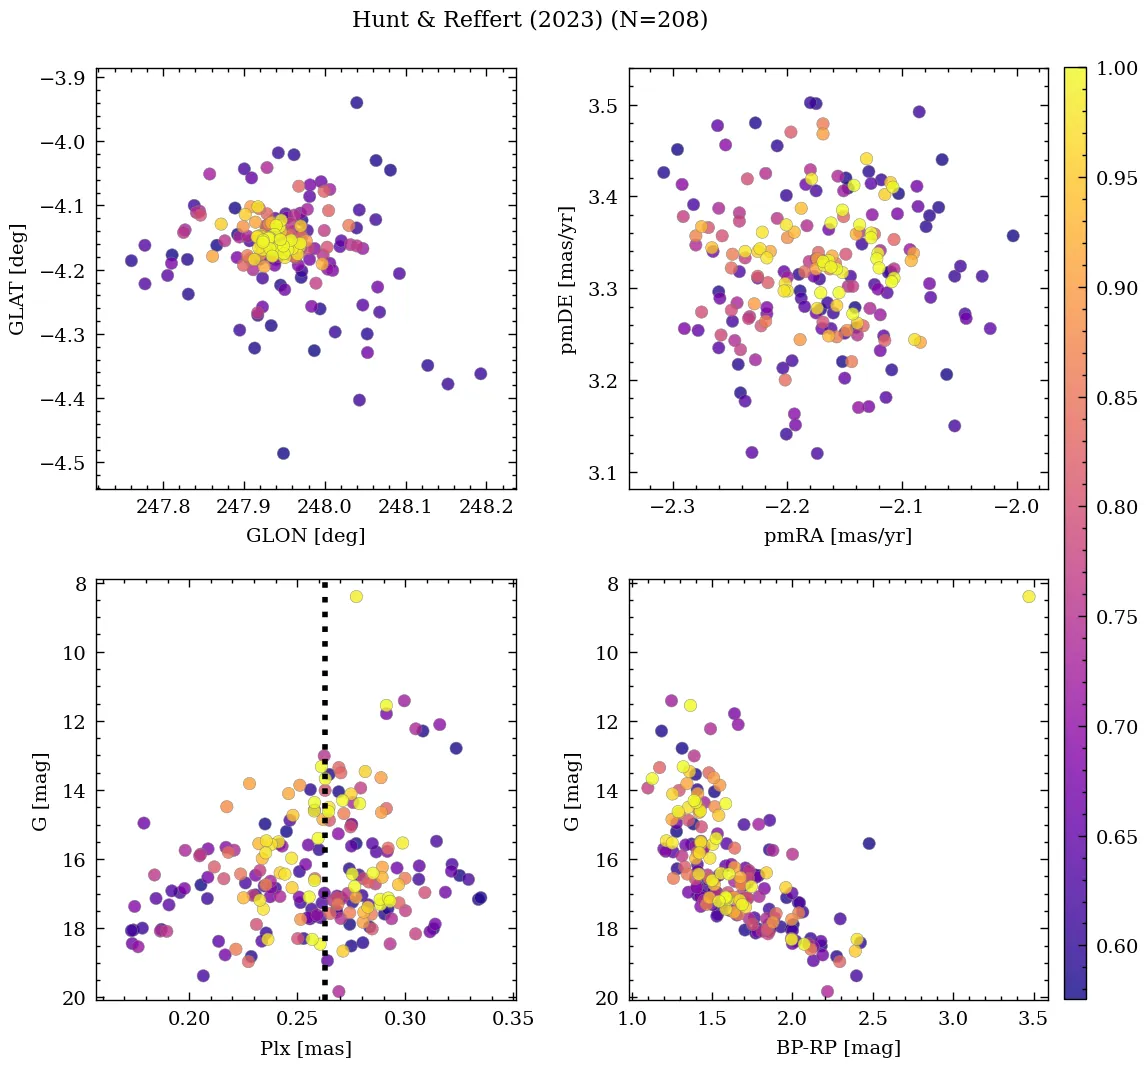 Hunt & Reffert (2023) (N=208)
−3.9
−4.0
−4.1
−4.2
−4.3
−4.4
−4.5
GLAT [deg]
247.8 247.9 248.0 248.1 248.2
GLON [deg]
3.5
3.4
3.3
3.2
3.1
pmDE [mas/yr]
−2.3 −2.2 −2.1 −2.0
pmRA [mas/yr]
8
10
12
14
16
18
20
G [mag]
0.20 0.25 0.30 0.35
Plx [mas]
8
10
12
14
16
18
20
G [mag]
1.0 1.5 2.0 2.5 3.0 3.5
BP-RP [mag]
1.00
0.95
0.90
0.85
0.80
0.75
0.70
0.65
0.60